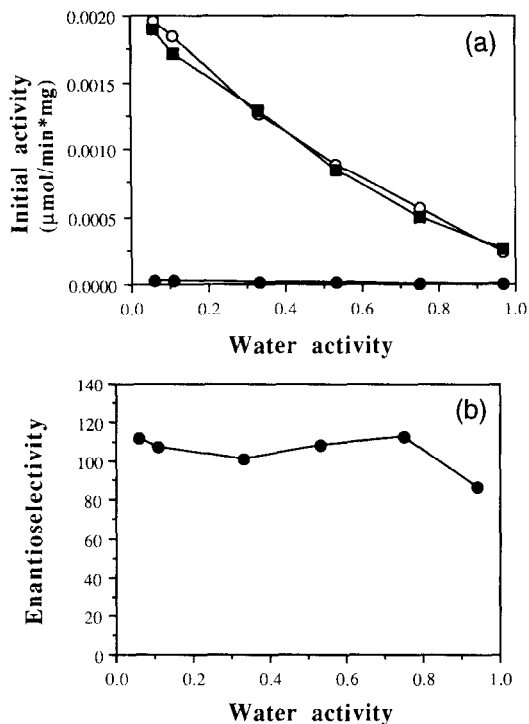 (a)
Initial activity
(μmol/min*mg)
0.0020
0.0015
0.0010
0.0005
0.0000
0.0 0.2 0.4 0.6 0.8 1.0
Water activity
(b)
Enantioselectivity
140
120
100
80
60
40
20
0
0.0 0.2 0.4 0.6 0.8 1.0
Water activity